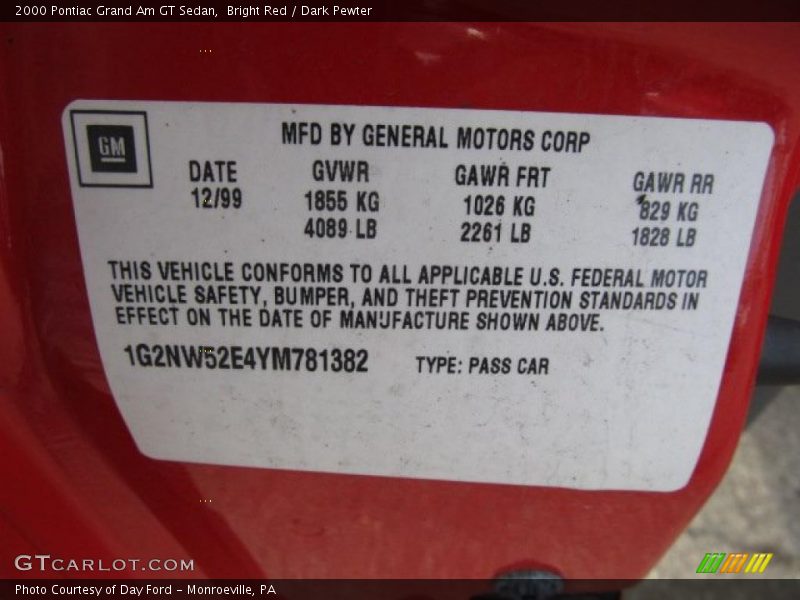 2000 Pontiac Grand Am GT Sedan,  Bright Red / Dark Pewter
GM
MFD BY GENERAL MOTORS CORP
DATE GVWR GAWR FRT GAWR RR
12/99 1855 KG 1026 KG 829 KG
4089 LB 2261 LB 1828 LB
THIS VEHICLE CONFORMS TO ALL APPLICABLE U.S. FEDERAL MOTOR
VEHICLE SAFETY, BUMPER, AND THEFT PREVENTION STANDARDS IN
EFFECT ON THE DATE OF MANUFACTURE SHOWN ABOVE.
1G2NW52E4YM781382 TYPE: PASS CAR
GTCARLOT.COM
Photo Courtesy of Day Ford – Monroeville, PA